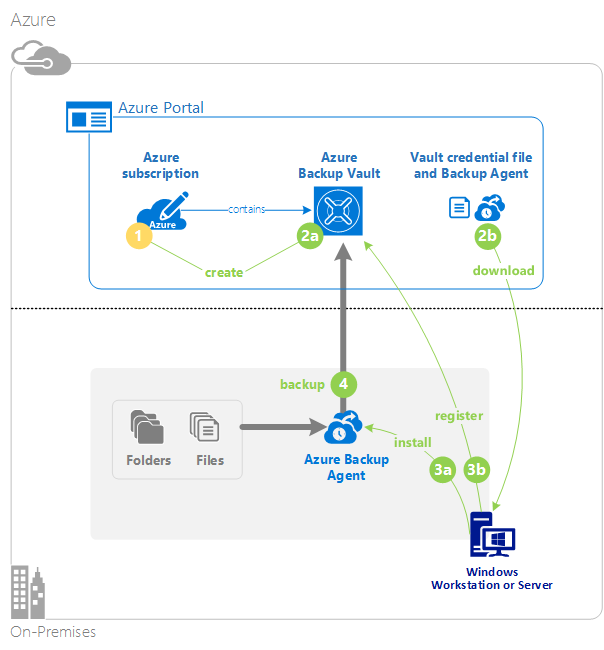 Azure
Azure Portal
Azure
subscription
Azure
Backup Vault
Vault credential file
and Backup Agent
contains
Azure
1
2a
2b
create
download
backup
4
register
install
Folders
Files
Azure Backup
Agent
3a
3b
Windows
Workstation or Server
On-Premises